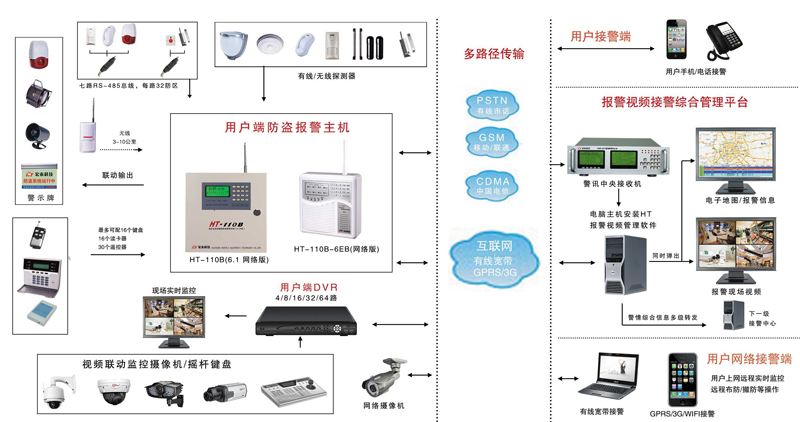 七路RS-485总线，每路32防区
有线/无线探测器
无线
3-10公里
联动输出
宏泰科技
警示牌
用户端防盗报警主机
HT-110B
HT-110B(6.1 网络版)
HT-110B-6EB(网络版)
最多可配16个键盘
16个读卡器
30个遥控器
现场实时监控
用户端DVR
4/8/16/32/64路
视频联动监控摄像机/摇杆键盘
网络摄像机
多路径传输
PSTN
有线市话
GSM
移动/联通
CDMA
中国电信
互联网
有线宽带
GPRS/3G
用户接警端
用户手机/电话接警
报警视频接警综合管理平台
警讯中央接收机
电子地图/报警信息
电脑主机安装HT
报警视频管理软件
同时弹出
报警现场视频
警情综合信息多级转发
下一级
接警中心
用户网络接警端
用户上网远程实时监控
远程布防/撤防等操作
有线宽带接警
GPRS/3G/WIFI接警